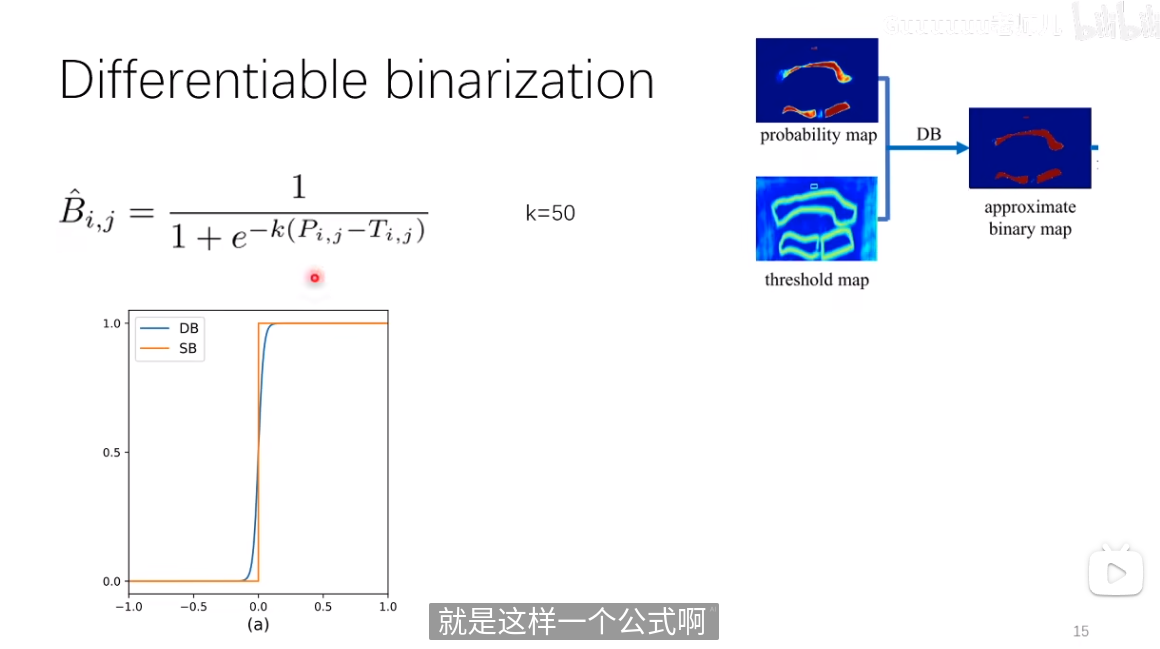 Differentiable binarization
B̂_{i,j} = 1 / (1 + e^{-k(P_{i,j}-T_{i,j})})
k=50
probability map
DB
threshold map
approximate
binary map
DB
SB
1.0
0.5
0.0
−1.0 −0.5 0.0 0.5 1.0
(a)
就是这样一个公式啊
15